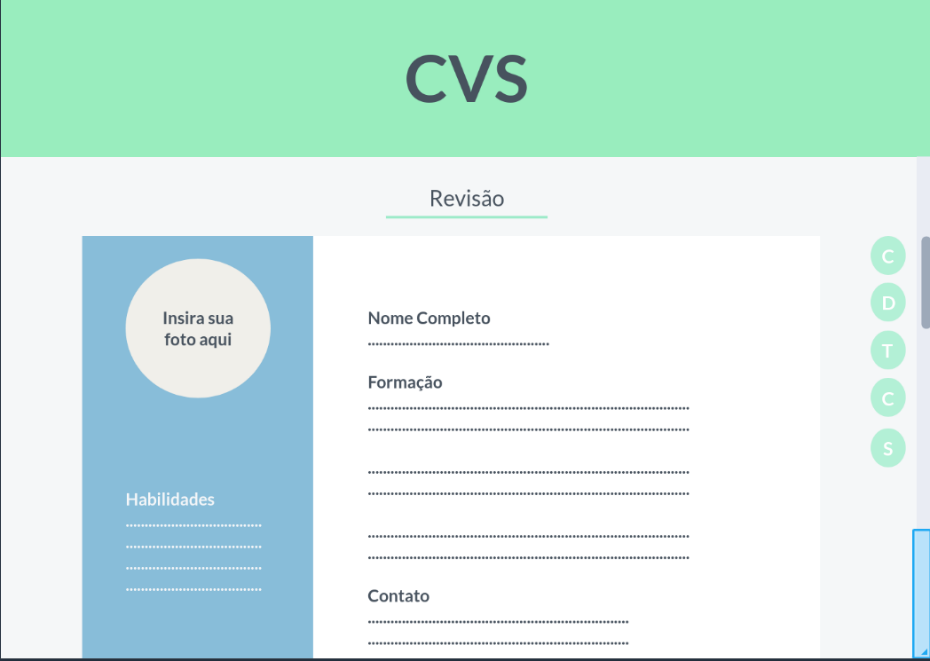 CVS
Revisão
Insira sua
foto aqui
Habilidades
Nome Completo
Formação
Contato
C
D
T
C
S